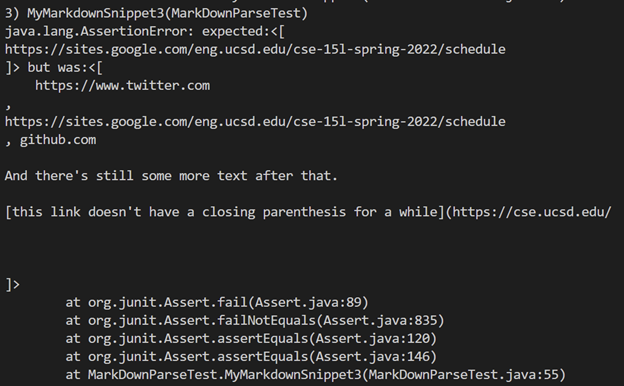 3) MyMarkdownSnippet3(MarkDownParseTest)
java.lang.AssertionError: expected:<[
https://sites.google.com/eng.ucsd.edu/cse-15l-spring-2022/schedule
]> but was:<[
    https://www.twitter.com
,
https://sites.google.com/eng.ucsd.edu/cse-15l-spring-2022/schedule
, github.com
And there's still some more text after that.
[this link doesn't have a closing parenthesis for a while](https://cse.ucsd.edu/
]>
        at org.junit.Assert.fail(Assert.java:89)
        at org.junit.Assert.failNotEquals(Assert.java:835)
        at org.junit.Assert.assertEquals(Assert.java:120)
        at org.junit.Assert.assertEquals(Assert.java:146)
        at MarkDownParseTest.MyMarkdownSnippet3(MarkDownParseTest.java:55)